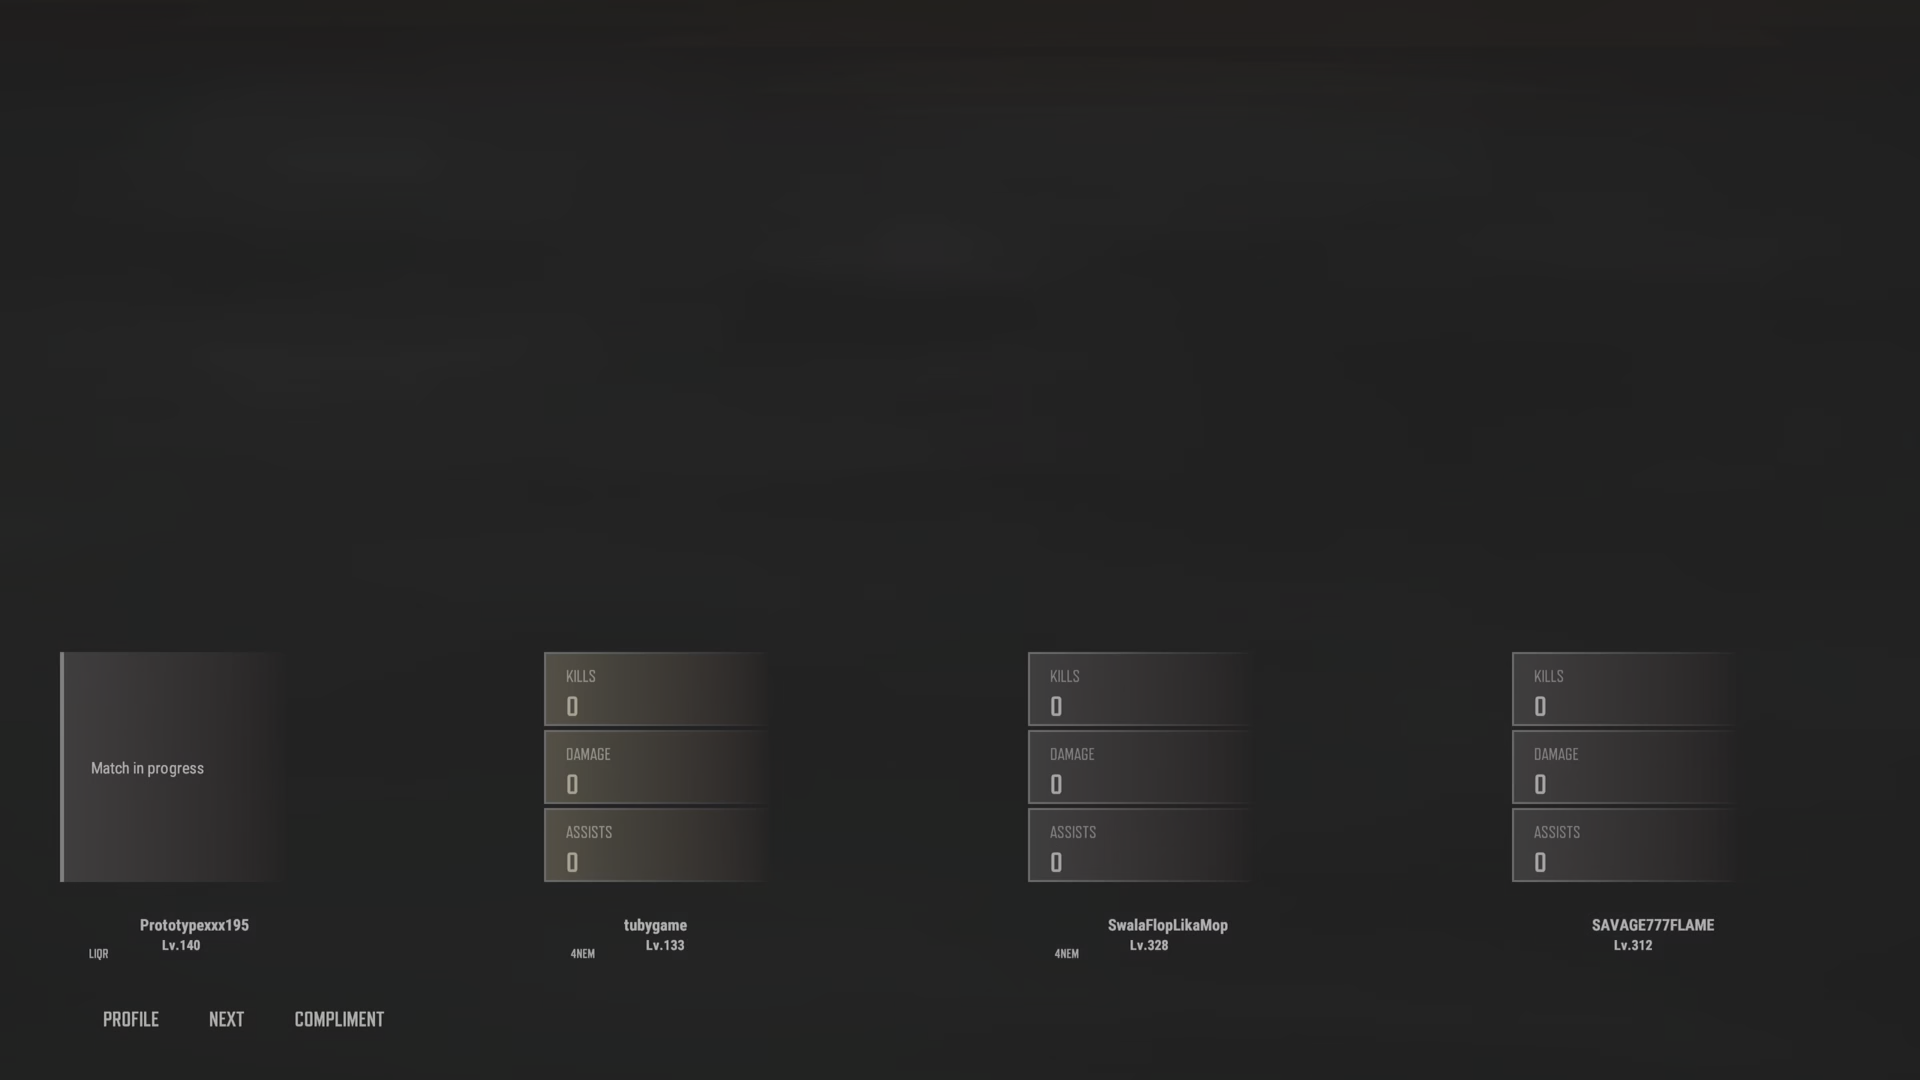 Match in progress
KILLS
0
DAMAGE
0
ASSISTS
0
KILLS
0
DAMAGE
0
ASSISTS
0
KILLS
0
DAMAGE
0
ASSISTS
0
Prototypexxx195
Lv.140
LIQR
tubygame
Lv.133
4NEM
SwalaFlopLikaMop
Lv.328
4NEM
SAVAGE777FLAME
Lv.312
PROFILE NEXT COMPLIMENT